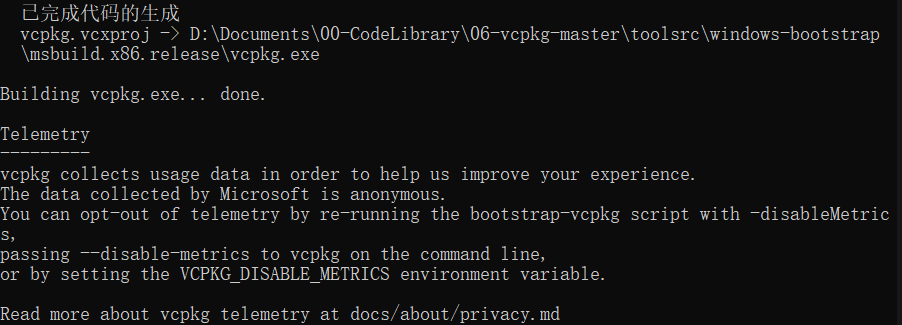 已完成代码的生成
vcpkg.vcxproj -> D:\Documents\00-CodeLibrary\06-vcpkg-master\toolsrc\windows-bootstrap
\msbuild.x86.release\vcpkg.exe
Building vcpkg.exe... done.
Telemetry
---------
vcpkg collects usage data in order to help us improve your experience.
The data collected by Microsoft is anonymous.
You can opt-out of telemetry by re-running the bootstrap-vcpkg script with -disableMetric
s,
passing --disable-metrics to vcpkg on the command line,
or by setting the VCPKG_DISABLE_METRICS environment variable.
Read more about vcpkg telemetry at docs/about/privacy.md